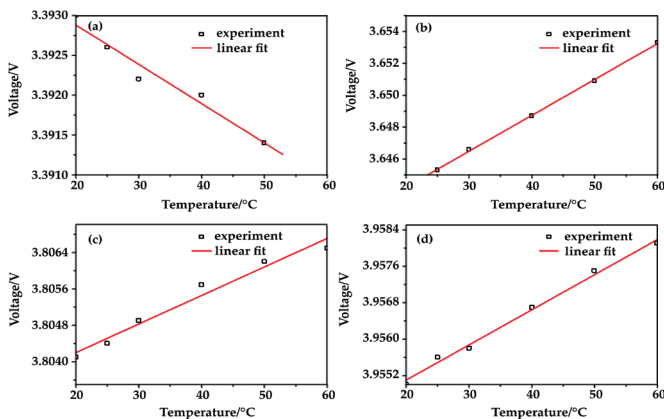 (a)
experiment
linear fit
Voltage/V
3.3930
3.3925
3.3920
3.3915
3.3910
20 30 40 50 60
Temperature/°C
(b)
experiment
linear fit
Voltage/V
3.654
3.652
3.650
3.648
3.646
20 30 40 50 60
Temperature/°C
(c)
experiment
linear fit
Voltage/V
3.8064
3.8056
3.8048
3.8040
20 30 40 50 60
Temperature/°C
(d)
experiment
linear fit
Voltage/V
3.9584
3.9576
3.9568
3.9560
3.9552
20 30 40 50 60
Temperature/°C